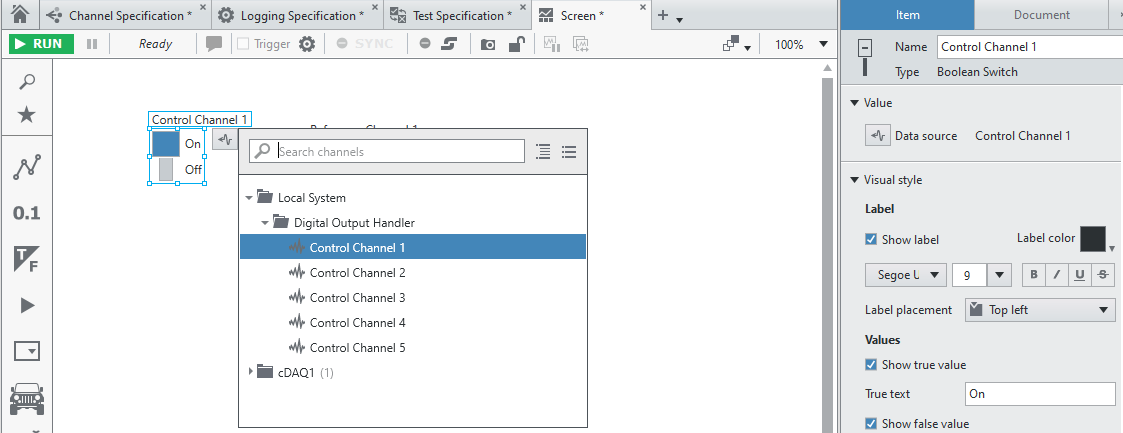 Channel Specification * Logging Specification * Test Specification * Screen * Item Document
RUN Ready Trigger SYNC 100%
Name Control Channel 1
Type Boolean Switch
Value
Data source Control Channel 1
Visual style
Label
Show label Label color
Segoe U 9 B I U S
Label placement Top left
Values
Show true value
True text On
Show false value
0.1
T F
Control Channel 1
On
Off
Search channels
Local System
Digital Output Handler
Control Channel 1
Control Channel 2
Control Channel 3
Control Channel 4
Control Channel 5
cDAQ1 (1)